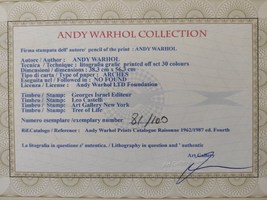 ANDY WARHOL COLLECTION
Firma stampata dell' autore/ pencil of the print : ANDY WARHOL
Autore / Author : ANDY WARHOL
Tecnica / Technique : litografia grafic printed off set 30 colours
Dimensioni / dimensions : 38,3 cm x 56,3 cm
Tipo di carta / Type of paper : ARCHES
Eseguita nel / Followed in : NO FOUND
Licenza / License : Andy Warhol LTD Foundation
Timbro / Stamp: Georges Israel Editeur
Timbro / Stamp: Leo Castelli
Timbro / Stamp: Art Gallery New York
Timbro / Stamp: Tree of Life
Numero esemplare /exemplary number 81/100
Rif.Catalogo / Reference : Andy Warhol Prints Catalogue Raisonne 1962/1987 ed. Fourth
La litografia in questione e' autentica. / Lithography in question and' authentic
Art Gallery